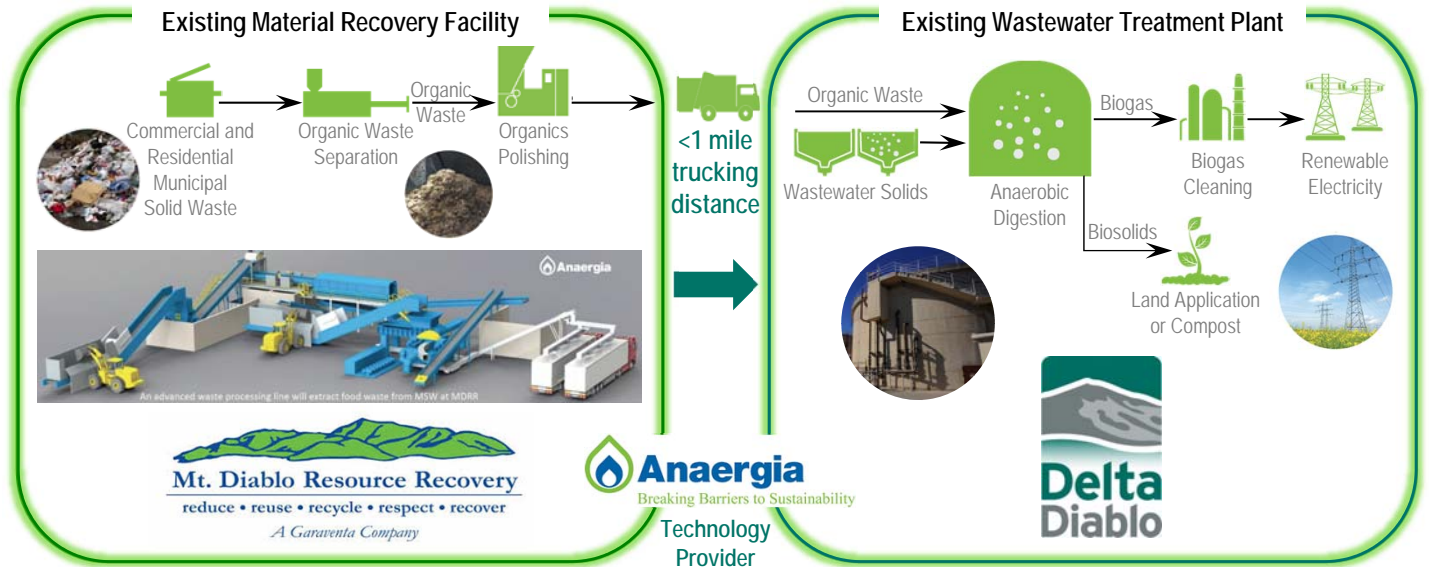 Existing Material Recovery Facility
Organic
Waste
Commercial and
Residential
Municipal
Solid Waste
Organic Waste
Separation
Organics
Polishing
Anaergia
An advanced waste processing line will extract food waste from MSW at MDRR
Mt. Diablo Resource Recovery
reduce • reuse • recycle • respect • recover
A Garaventa Company
<1 mile
trucking
distance
Anaergia
Breaking Barriers to Sustainability
Technology
Provider
Existing Wastewater Treatment Plant
Organic Waste
Wastewater Solids
Anaerobic
Digestion
Biogas
Biogas
Cleaning
Renewable
Electricity
Biosolids
Land Application
or Compost
Delta
Diablo